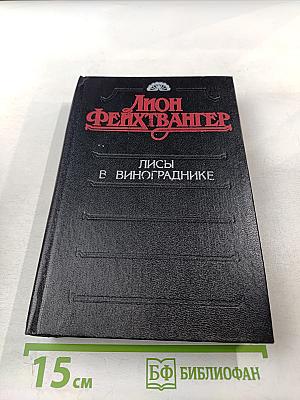 Лион
Фейхтвангер
ЛИСЫ
В ВИНОГРАДНИКЕ
15 см
БФ БИБЛИОФАН